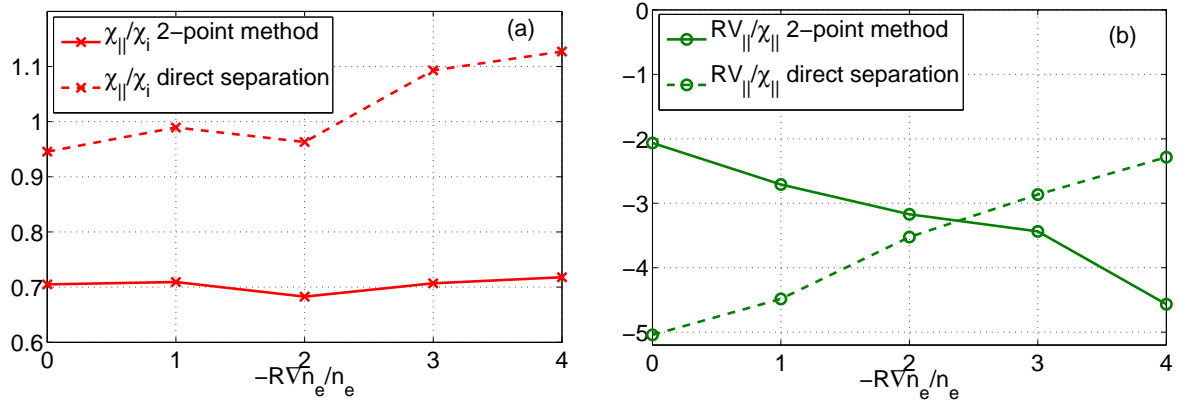 (a)
χ||/χi 2−point method
χ||/χi direct separation
1.1
1
0.9
0.8
0.7
0.6
0 1 2 3 4
−R∇ne/ne
(b)
RV||/χ|| 2−point method
RV||/χ|| direct separation
0
−1
−2
−3
−4
−5
0 1 2 3 4
−R∇ne/ne